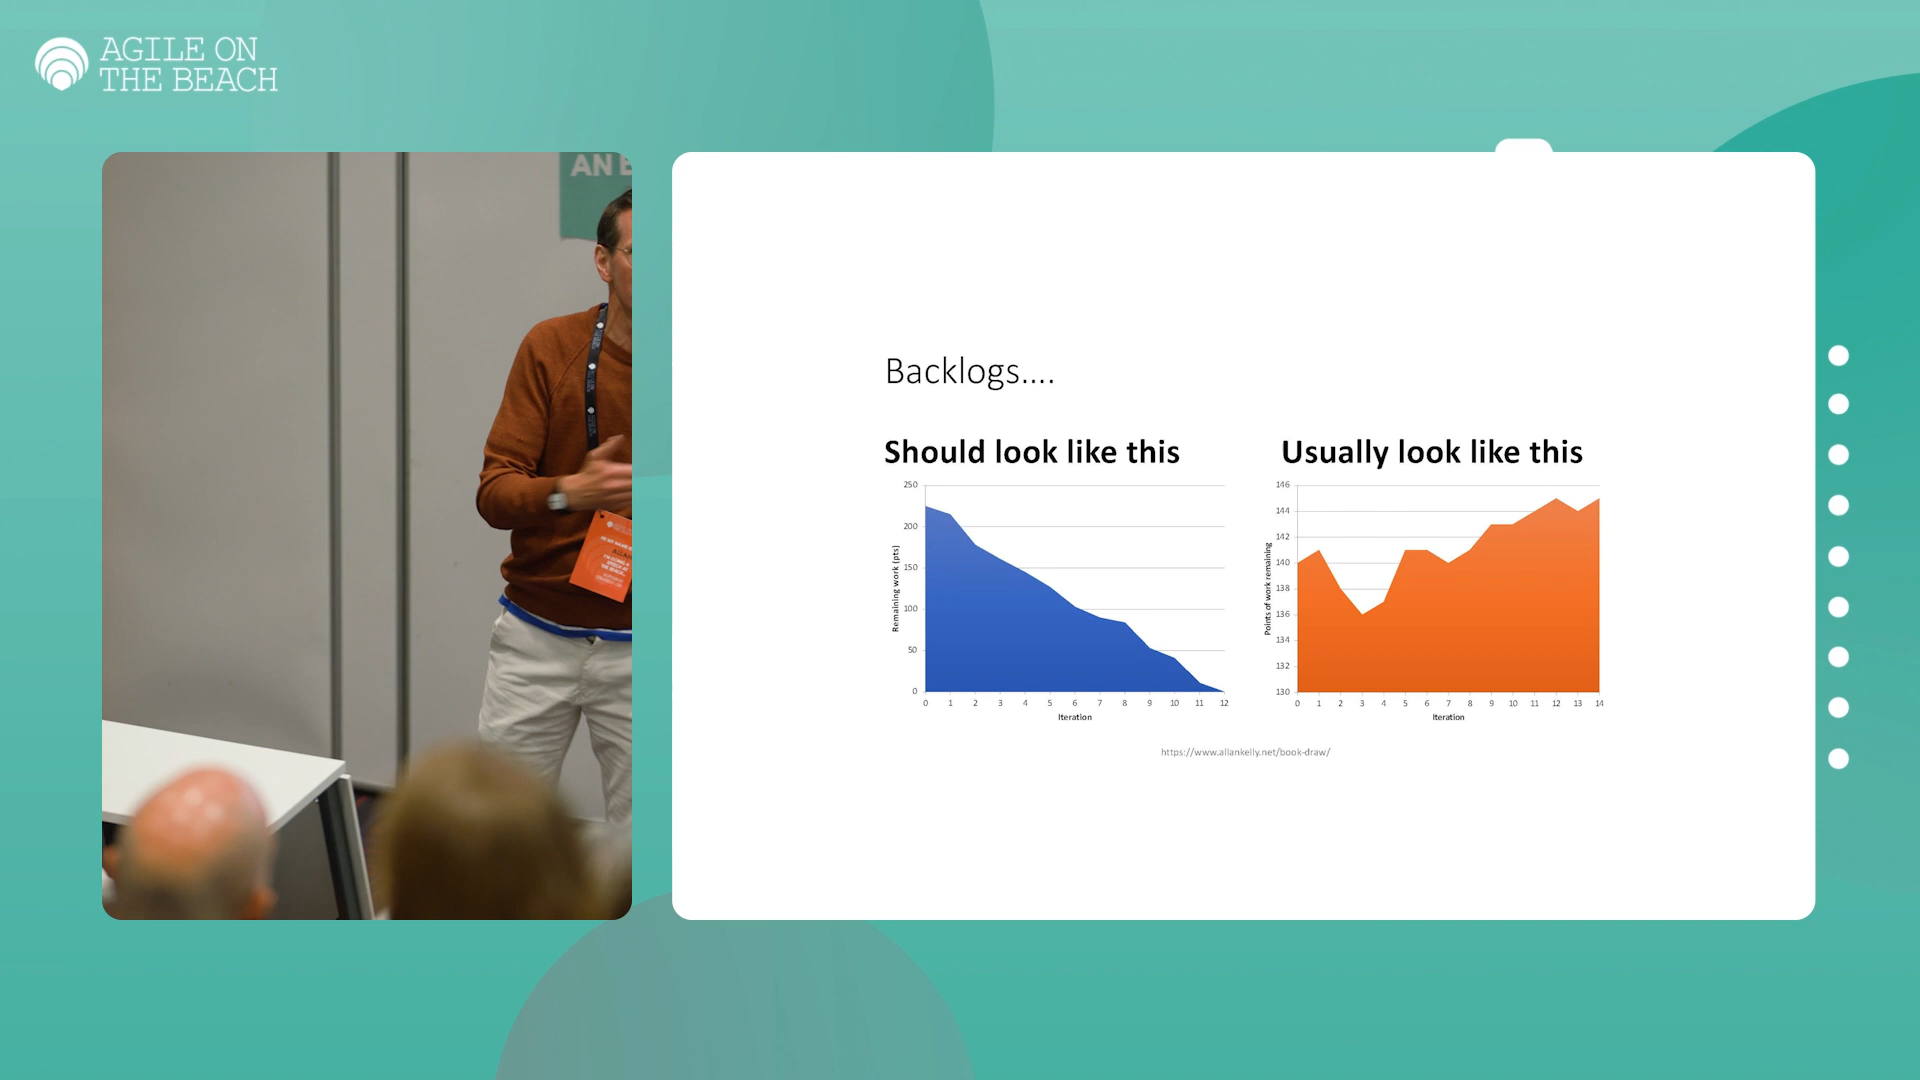 AGILE ON
THE BEACH
AN E
ALLAN
Backlogs....
Should look like this
Usually look like this
250
200
150
100
50
0
Remaining work (pts)
0 1 2 3 4 5 6 7 8 9 10 11 12
Iteration
146
144
142
140
138
136
134
132
130
Points of work remaining
0 1 2 3 4 5 6 7 8 9 10 11 12 13 14
Iteration
https://www.allankelly.net/book-draw/